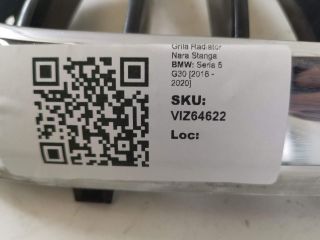 Grila Radiator
Nara Stanga
BMW: Seria 5
G30 [2016 -
2020]
SKU:
VIZ64622
Loc: